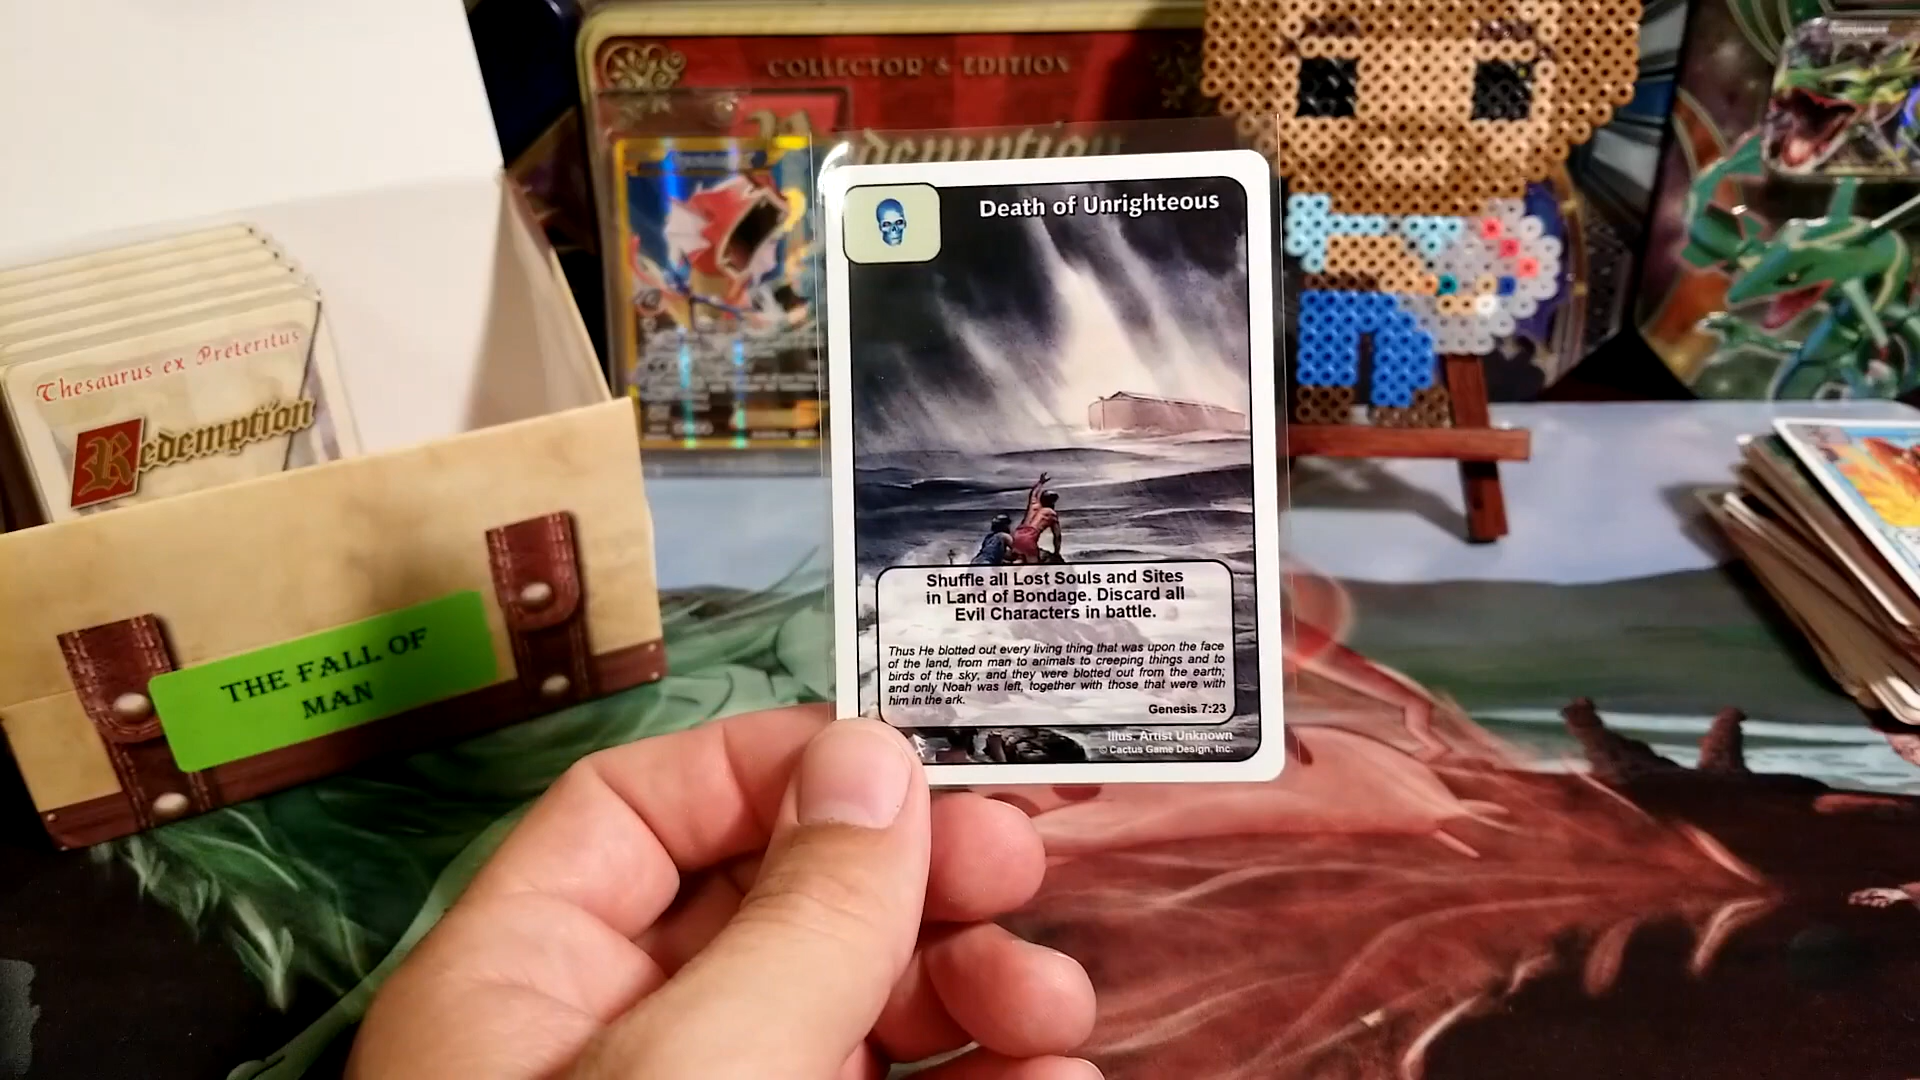 COLLECTOR'S EDITION
Redemption
Death of Unrighteous
Shuffle all Lost Souls and Sites
in Land of Bondage. Discard all
Evil Characters in battle.
Thus He blotted out every living thing that was upon the face
of the land, from man to animals to creeping things and to
birds of the sky, and they were blotted out from the earth;
and only Noah was left, together with those that were with
him in the ark.
Genesis 7:23
Illus. Artist Unknown
© Cactus Game Design, Inc.
Thesaurus ex Preteritus
Redemption
THE FALL OF
MAN